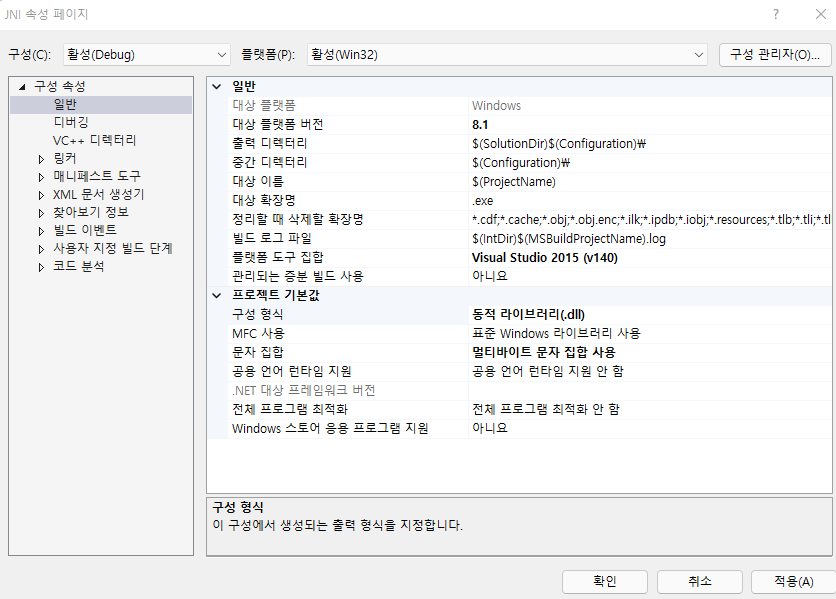 JNI 속성 페이지
?
구성(C): 활성(Debug) 플랫폼(P): 활성(Win32) 구성 관리자(O)...
구성 속성
일반
디버깅
VC++ 디렉터리
링커
매니페스트 도구
XML 문서 생성기
찾아보기 정보
빌드 이벤트
사용자 지정 빌드 단계
코드 분석
일반
대상 플랫폼 Windows
대상 플랫폼 버전 8.1
출력 디렉터리 $(SolutionDir)$(Configuration)₩
중간 디렉터리 $(Configuration)₩
대상 이름 $(ProjectName)
대상 확장명 .exe
정리할 때 삭제할 확장명 *.cdf;*.cache;*.obj;*.obj.enc;*.ilk;*.ipdb;*.iobj;*.resources;*.tlb;*.tli;*.tl
빌드 로그 파일 $(IntDir)$(MSBuildProjectName).log
플랫폼 도구 집합 Visual Studio 2015 (v140)
관리되는 증분 빌드 사용 아니요
프로젝트 기본값
구성 형식 동적 라이브러리(.dll)
MFC 사용 표준 Windows 라이브러리 사용
문자 집합 멀티바이트 문자 집합 사용
공용 언어 런타임 지원 공용 언어 런타임 지원 안 함
.NET 대상 프레임워크 버전
전체 프로그램 최적화 전체 프로그램 최적화 안 함
Windows 스토어 응용 프로그램 지원 아니요
구성 형식
이 구성에서 생성되는 출력 형식을 지정합니다.
확인 취소 적용(A)